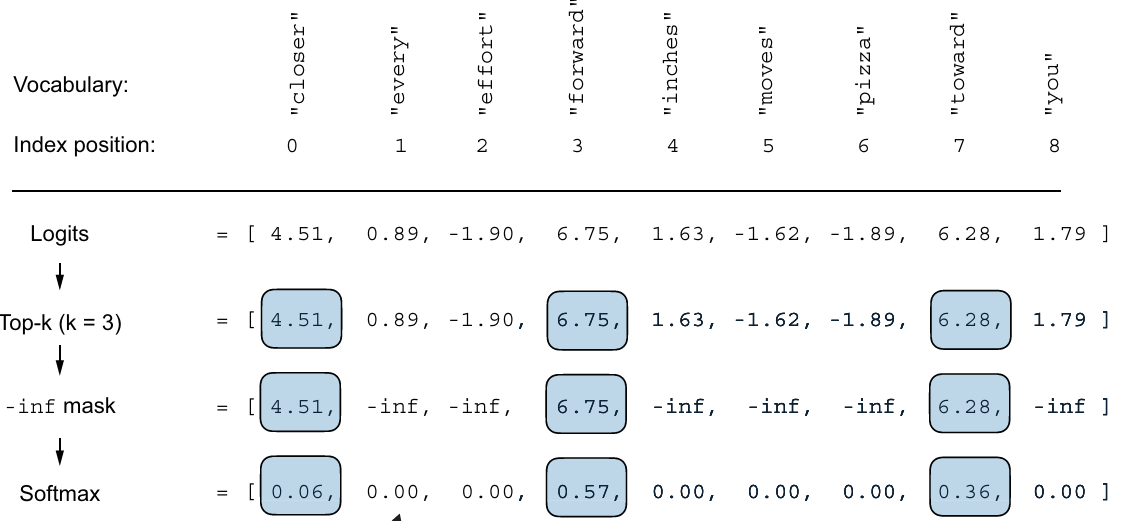 Vocabulary: "closer" "every" "effort" "forward" "inches" "moves" "pizza" "toward" "you"
Index position: 0 1 2 3 4 5 6 7 8
Logits = [ 4.51, 0.89, -1.90, 6.75, 1.63, -1.62, -1.89, 6.28, 1.79 ]
Top-k (k = 3) = [ 4.51, 0.89, -1.90, 6.75, 1.63, -1.62, -1.89, 6.28, 1.79 ]
-inf mask = [ 4.51, -inf, -inf, 6.75, -inf, -inf, -inf, 6.28, -inf ]
Softmax = [ 0.06, 0.00, 0.00, 0.57, 0.00, 0.00, 0.00, 0.36, 0.00 ]